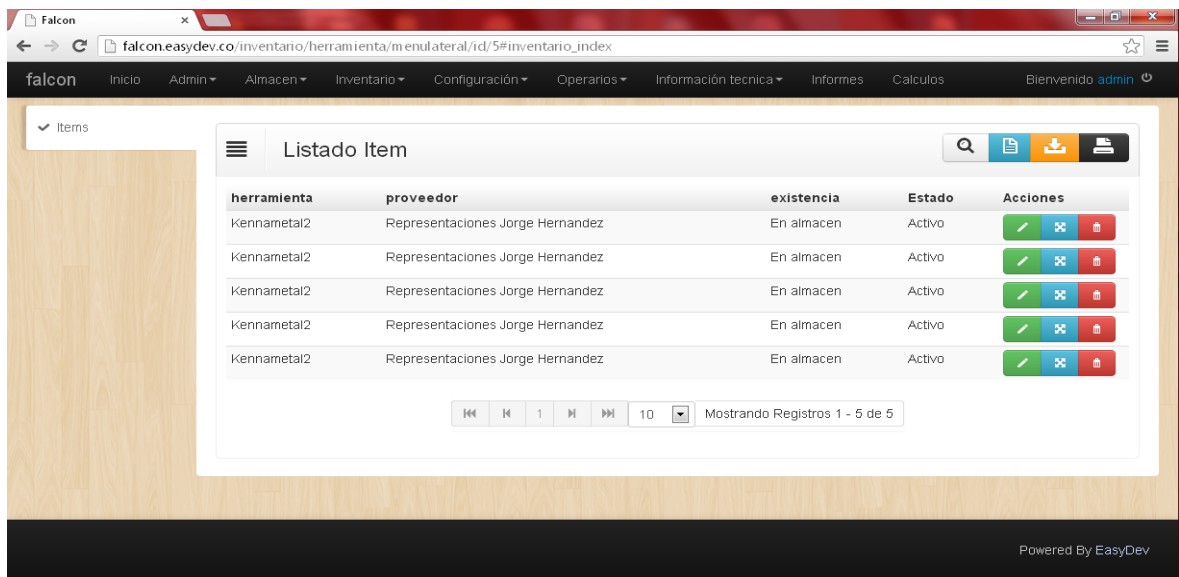 Falcon
falcon.easydev.co/inventario/herramienta/menulateral/id/5#inventario_index
falcon Inicio Admin Almacen Inventario Configuración Operarios Información tecnica Informes Calculos Bienvenido admin
Items
Listado Item
herramienta proveedor existencia Estado Acciones
Kennametal2 Representaciones Jorge Hernandez En almacen Activo
Kennametal2 Representaciones Jorge Hernandez En almacen Activo
Kennametal2 Representaciones Jorge Hernandez En almacen Activo
Kennametal2 Representaciones Jorge Hernandez En almacen Activo
Kennametal2 Representaciones Jorge Hernandez En almacen Activo
1 10 Mostrando Registros 1 - 5 de 5
Powered By EasyDev